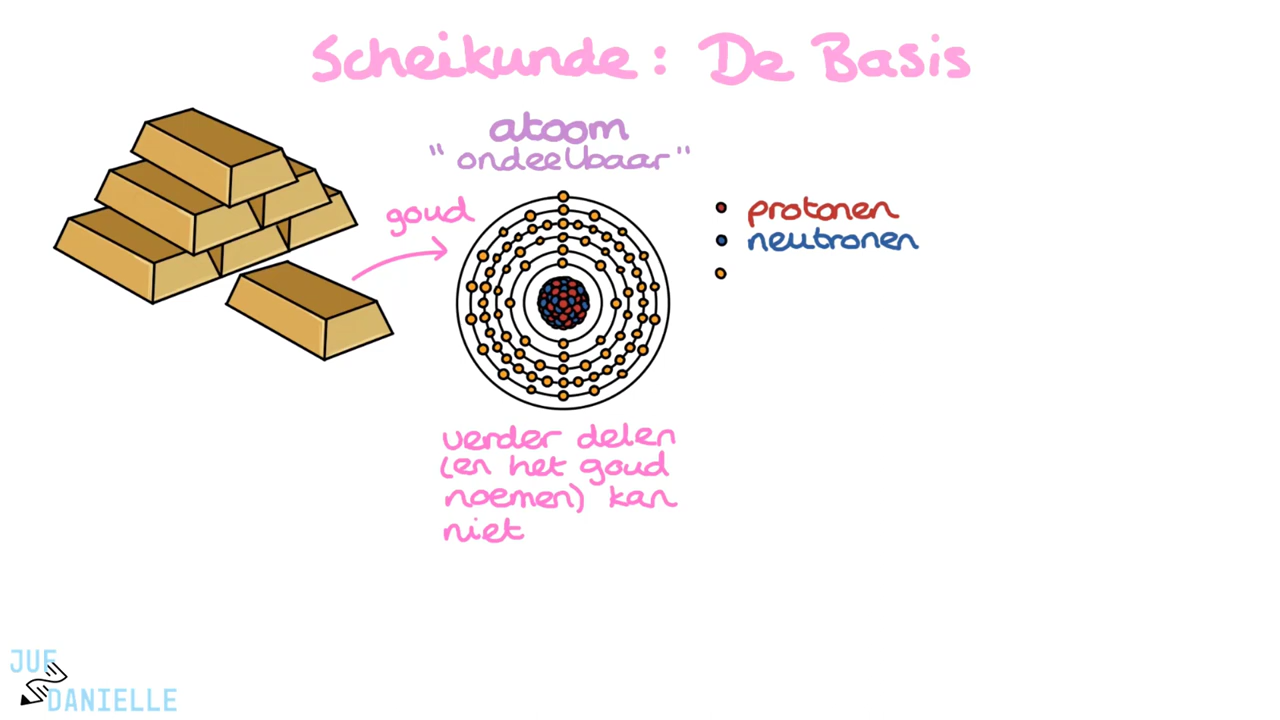 Scheikunde: De Basis
atoom
"ondeelbaar"
goud
protonen
neutronen
verder delen
(en het goud
noemen) kan
niet
JUF
DANIELLE